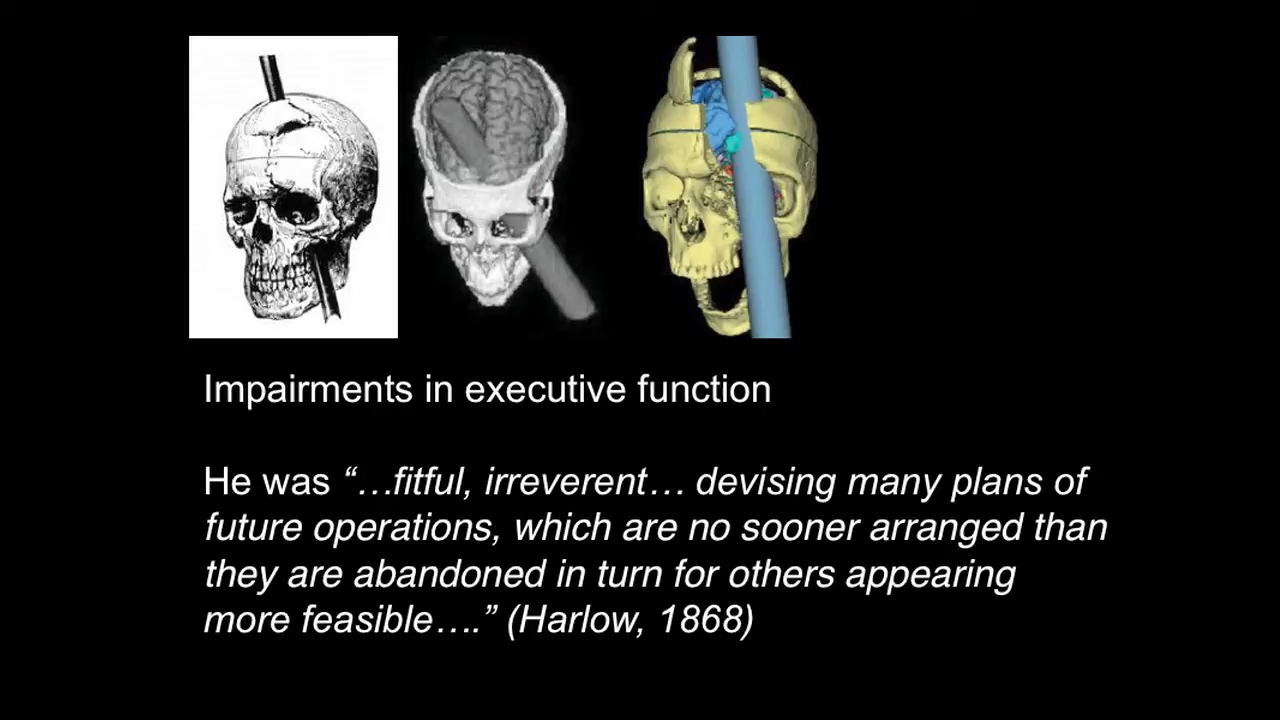 Impairments in executive function
He was “…fitful, irreverent… devising many plans of
future operations, which are no sooner arranged than
they are abandoned in turn for others appearing
more feasible….” (Harlow, 1868)